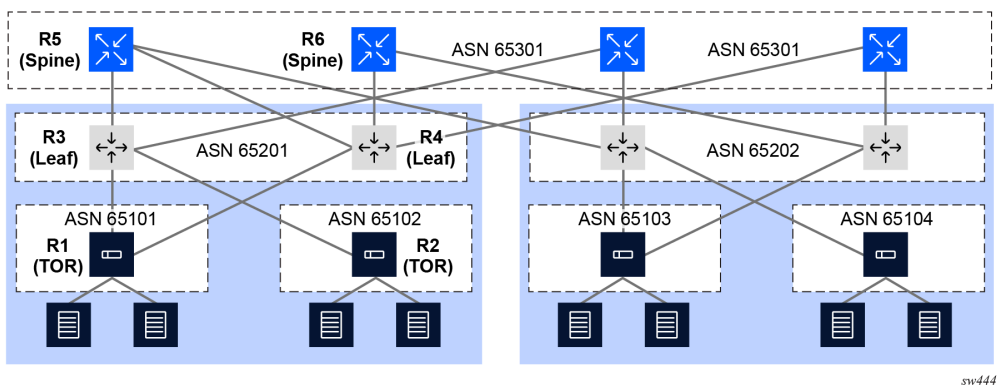 R5
(Spine)
R6
(Spine)
ASN 65301
ASN 65301
R3
(Leaf)
ASN 65201
R4
(Leaf)
ASN 65202
ASN 65101
R1
(TOR)
ASN 65102
R2
(TOR)
ASN 65103
ASN 65104
sw444